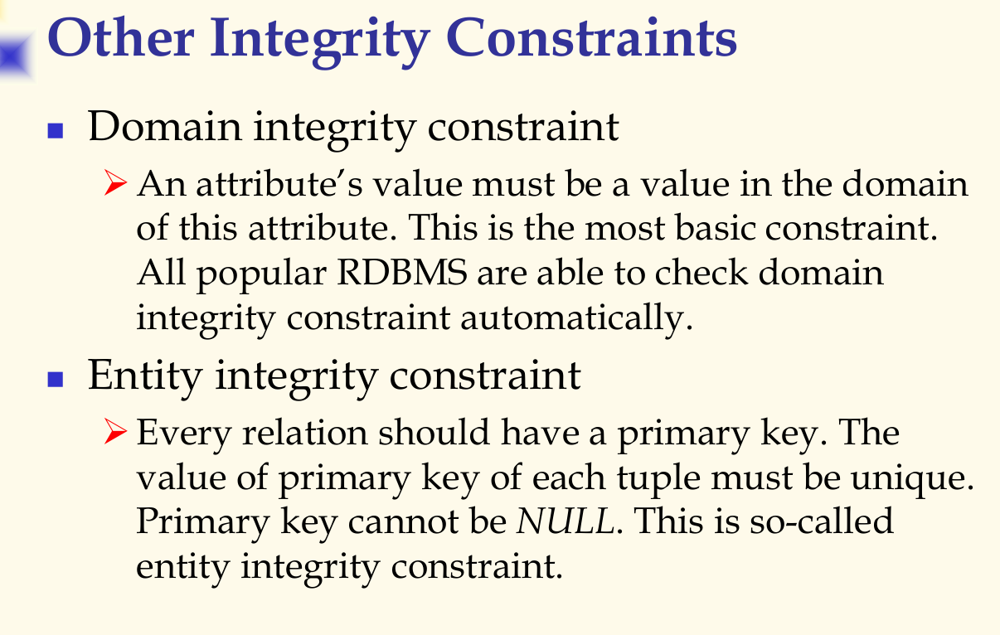 Other Integrity Constraints
Domain integrity constraint
An attribute’s value must be a value in the domain
of this attribute. This is the most basic constraint.
All popular RDBMS are able to check domain
integrity constraint automatically.
Entity integrity constraint
Every relation should have a primary key. The
value of primary key of each tuple must be unique.
Primary key cannot be NULL. This is so-called
entity integrity constraint.